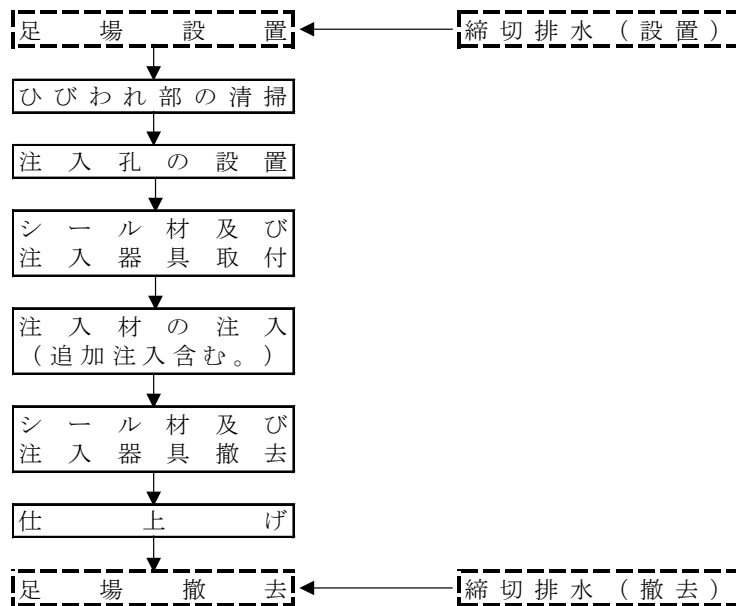 足場設置
締切排水（設置）
ひびわれ部の清掃
注入孔の設置
シール材及び
注入器具取付
注入材の注入
（追加注入含む。）
シール材及び
注入器具撤去
仕上げ
足場撤去
締切排水（撤去）